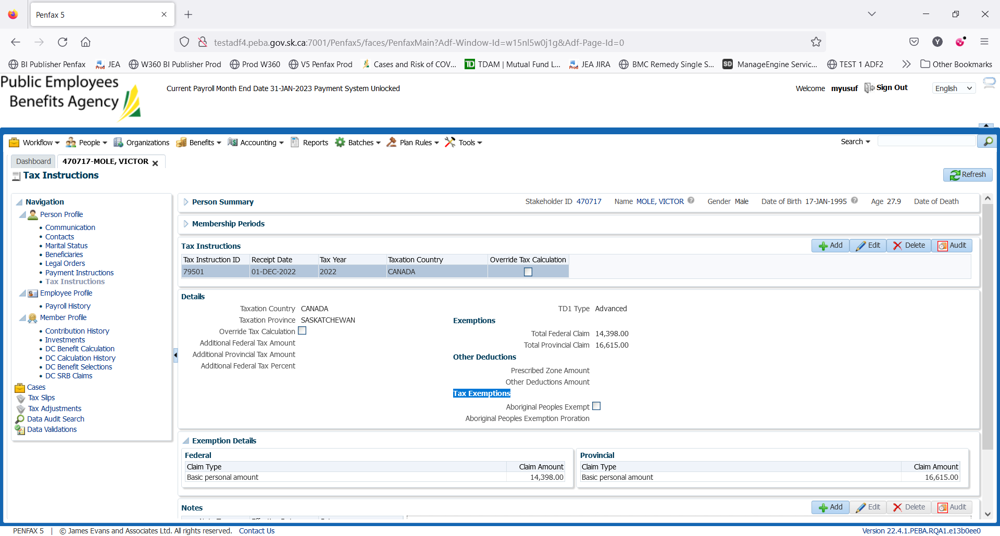 Penfax 5
testadf4.peba.gov.sk.ca:7001/Penfax5/faces/PenfaxMain?Adf-Window-Id=w15nl5w0j1g&Adf-Page-Id=0
BI Publisher Penfax JEA W360 BI Publisher Prod Prod W360 V5 Penfax Prod Cases and Risk of COV... TDAM | Mutual Fund L... JEA JIRA BMC Remedy Single S... ManageEngine Servic... TEST 1 ADF2 Other Bookmarks
Public Employees
Benefits Agency
Current Payroll Month End Date 31-JAN-2023 Payment System Unlocked
Welcome myusuf Sign Out English
Workflow People Organizations Benefits Accounting Reports Batches Plan Rules Tools Search
Dashboard 470717-MOLE, VICTOR
Tax Instructions Refresh
Navigation
Person Profile
Communication
Contacts
Marital Status
Beneficiaries
Legal Orders
Payment Instructions
Tax Instructions
Employee Profile
Payroll History
Member Profile
Contribution History
Investments
DC Benefit Calculation
DC Calculation History
DC Benefit Selections
DC SRB Claims
Cases
Tax Slips
Tax Adjustments
Data Audit Search
Data Validations
Person Summary Stakeholder ID 470717 Name MOLE, VICTOR Gender Male Date of Birth 17-JAN-1995 Age 27.9 Date of Death
Membership Periods
Tax Instructions Add Edit Delete Audit
Tax Instruction ID Receipt Date Tax Year Taxation Country Override Tax Calculation
79501 01-DEC-2022 2022 CANADA
Details
Taxation Country CANADA
Taxation Province SASKATCHEWAN
Override Tax Calculation
Additional Federal Tax Amount
Additional Provincial Tax Amount
Additional Federal Tax Percent
TD1 Type Advanced
Exemptions
Total Federal Claim 14,398.00
Total Provincial Claim 16,615.00
Other Deductions
Prescribed Zone Amount
Other Deductions Amount
Tax Exemptions
Aboriginal Peoples Exempt
Aboriginal Peoples Exemption Proration
Exemption Details
Federal
Claim Type Claim Amount
Basic personal amount 14,398.00
Provincial
Claim Type Claim Amount
Basic personal amount 16,615.00
Notes Add Edit Delete Audit
PENFAX 5 | © James Evans and Associates Ltd. All rights reserved. Contact Us
Version 22.4.1.PEBA.RQA1.e13b0ee0